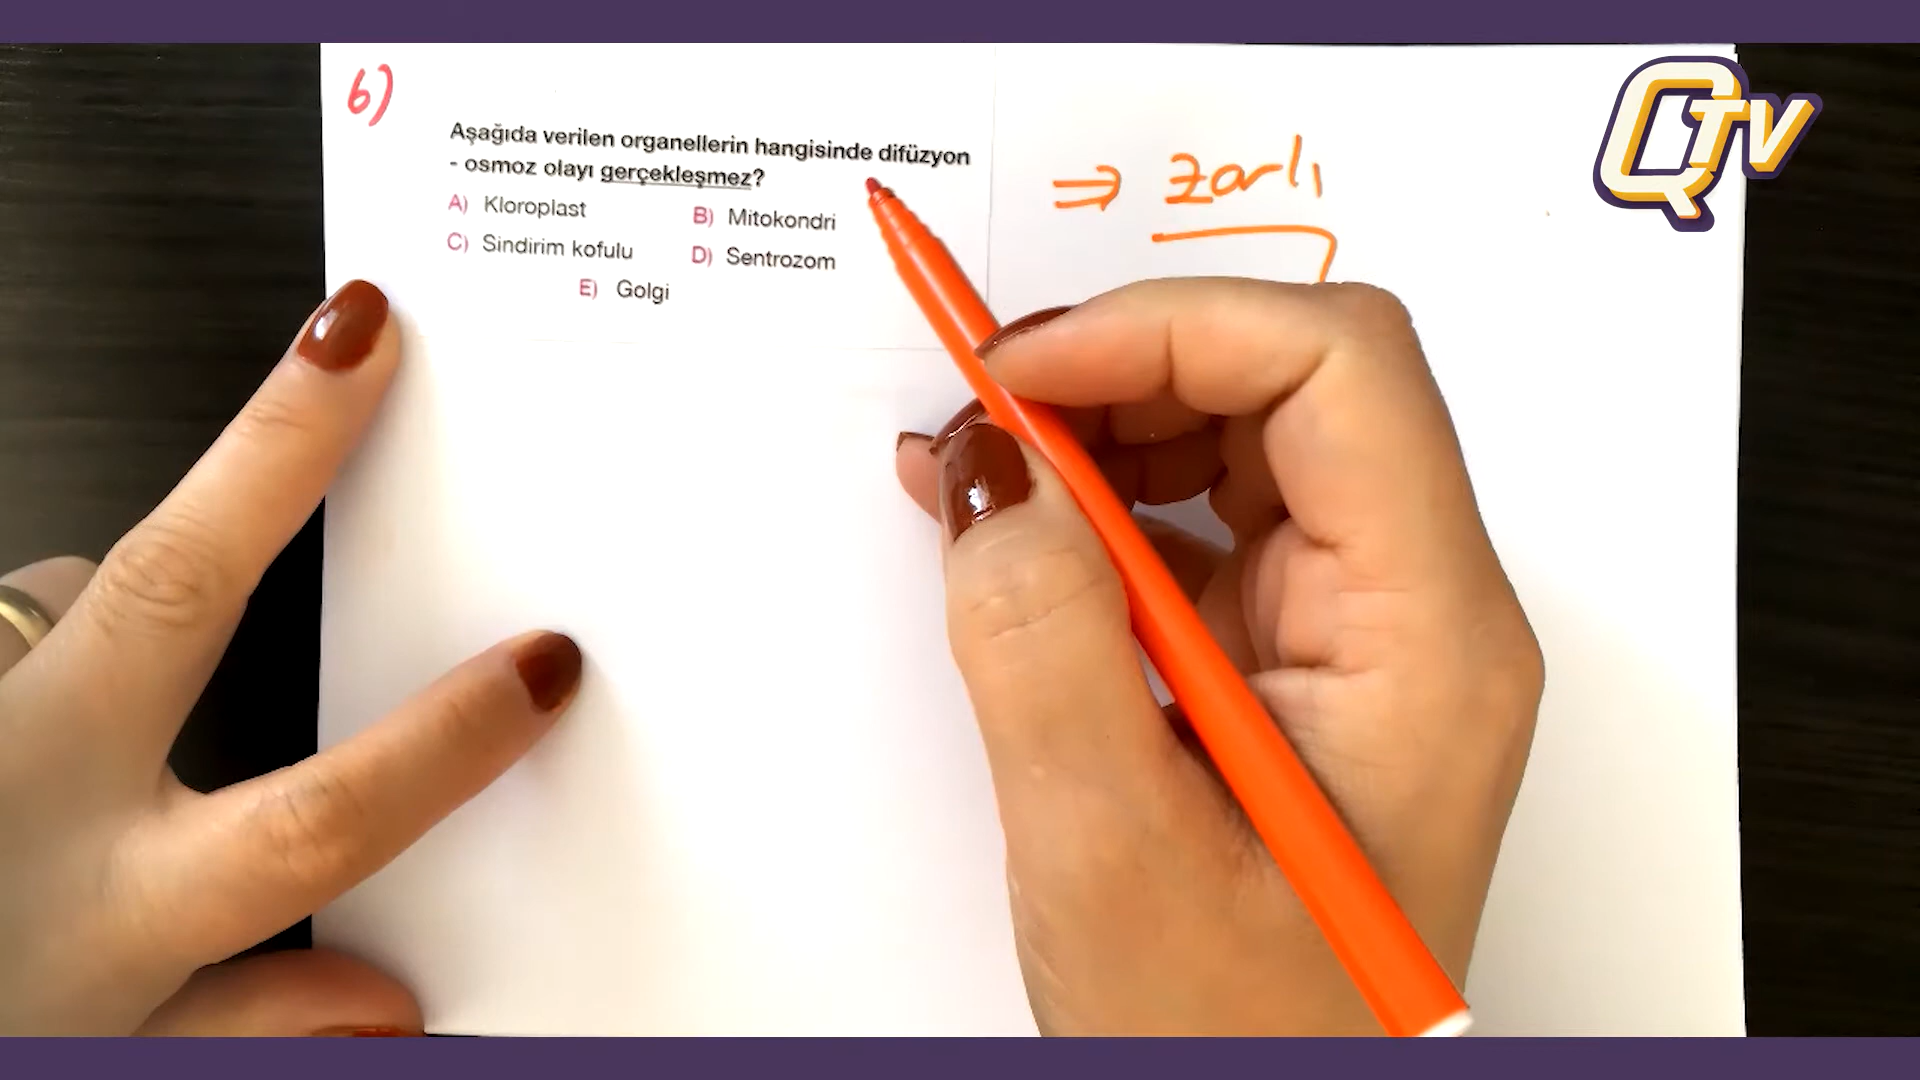 6)
Aşağıda verilen organellerin hangisinde difüzyon
- osmoz olayı gerçekleşmez?
A) Kloroplast B) Mitokondri
C) Sindirim kofulu D) Sentrozom
E) Golgi
⇒ zarlı
QTV